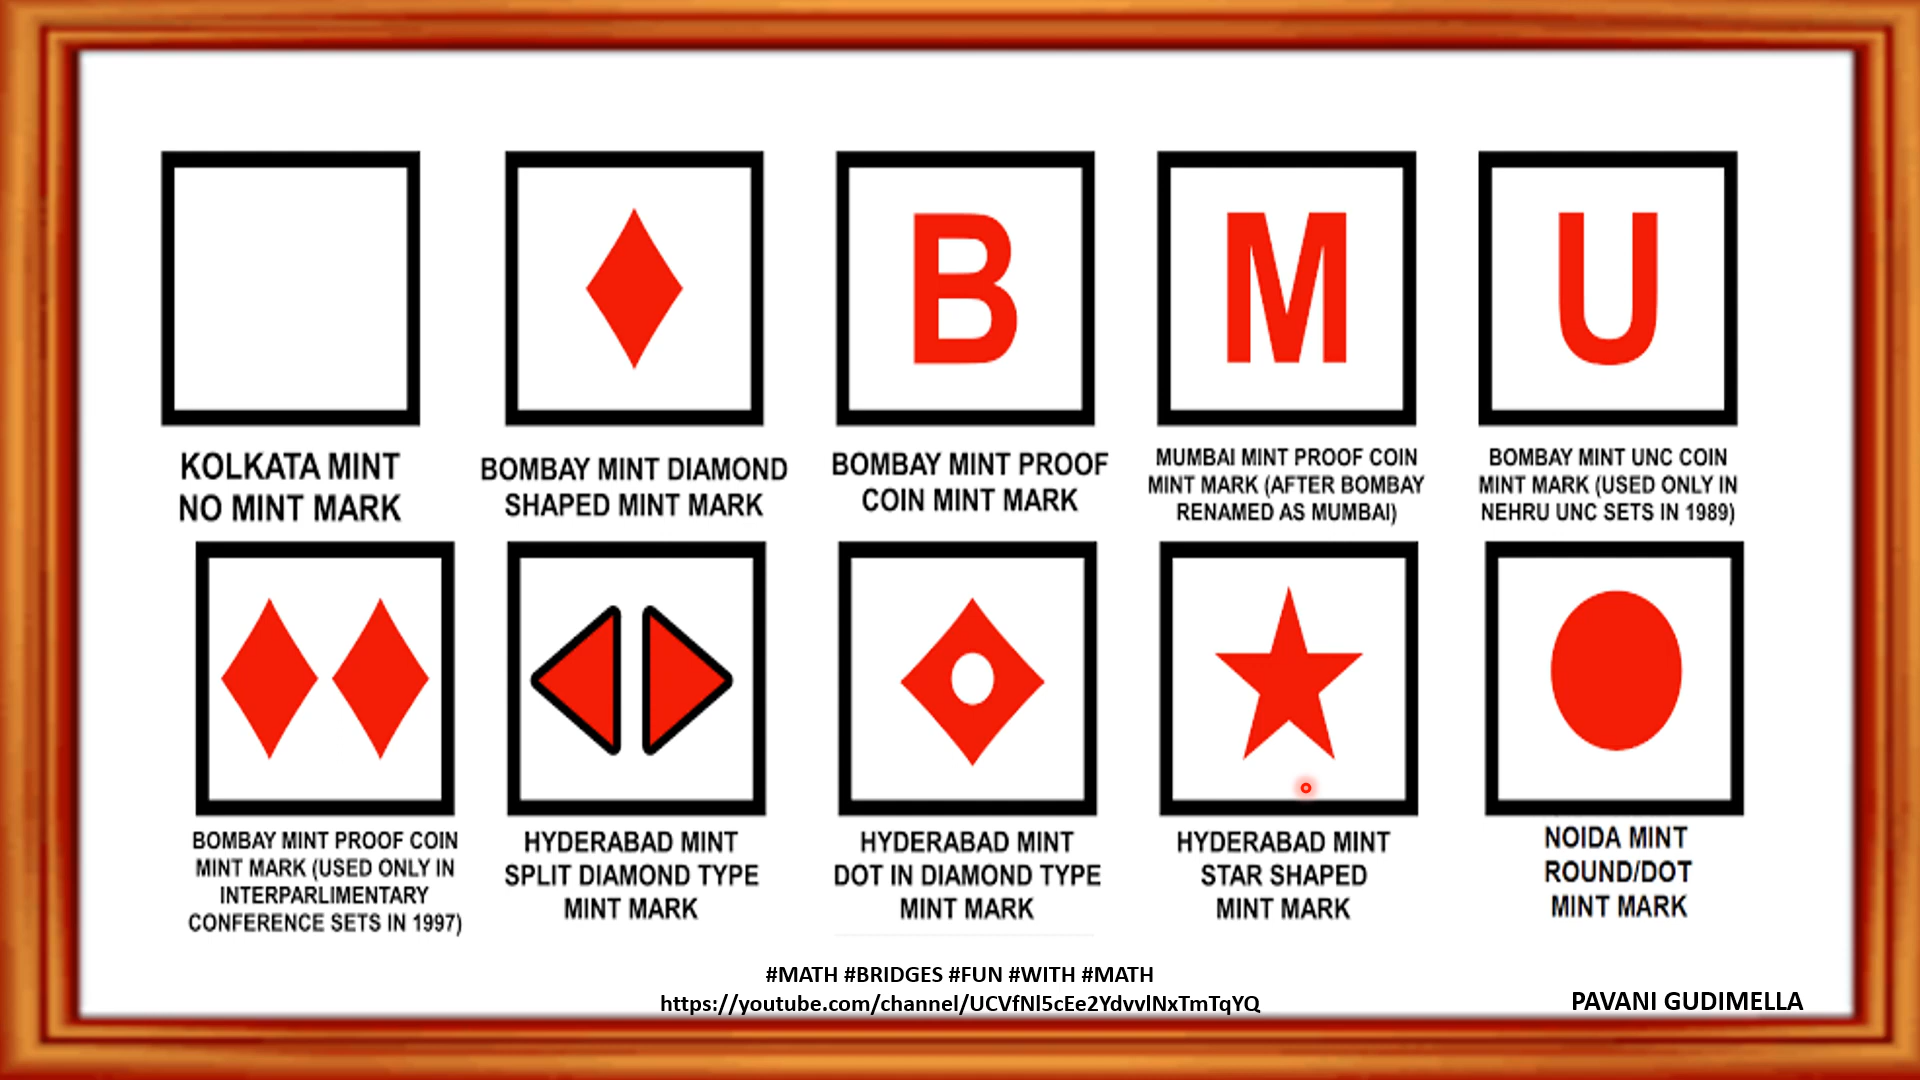 B
M
U
KOLKATA MINT
NO MINT MARK
BOMBAY MINT DIAMOND
SHAPED MINT MARK
BOMBAY MINT PROOF
COIN MINT MARK
MUMBAI MINT PROOF COIN
MINT MARK (AFTER BOMBAY
RENAMED AS MUMBAI)
BOMBAY MINT UNC COIN
MINT MARK (USED ONLY IN
NEHRU UNC SETS IN 1989)
BOMBAY MINT PROOF COIN
MINT MARK (USED ONLY IN
INTERPARLIMENTARY
CONFERENCE SETS IN 1997)
HYDERABAD MINT
SPLIT DIAMOND TYPE
MINT MARK
HYDERABAD MINT
DOT IN DIAMOND TYPE
MINT MARK
HYDERABAD MINT
STAR SHAPED
MINT MARK
NOIDA MINT
ROUND/DOT
MINT MARK
#MATH #BRIDGES #FUN #WITH #MATH
https://youtube.com/channel/UCVfNl5cEe2YdvvlNxTmTqYQ
PAVANI GUDIMELLA